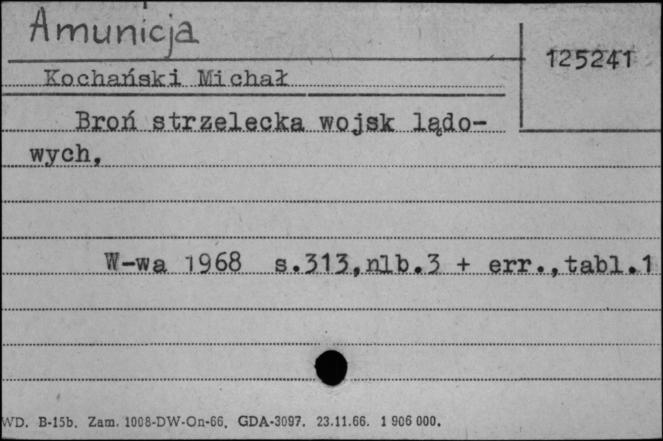 Amunicja
125241
Kochański Michał
Broń strzelecka wojsk lądo-
wych,
W-wa 1968 s.313,nlb.3 + err.,tabl.1
WD. B-15b. Zam. 1008-DW-On-66. GDA-3097. 23.11.66. 1 906 000.